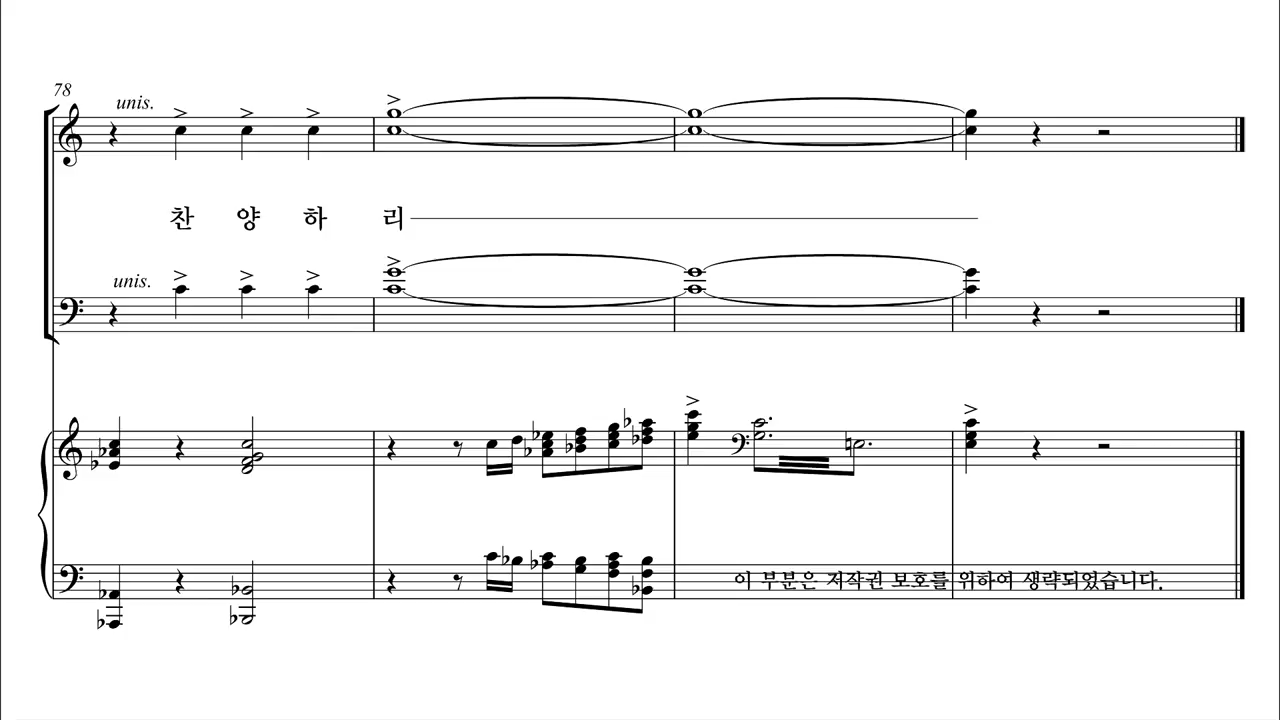 78
unis.
찬 양 하 리
unis.
이 부분은 저작권 보호를 위하여 생략되었습니다.